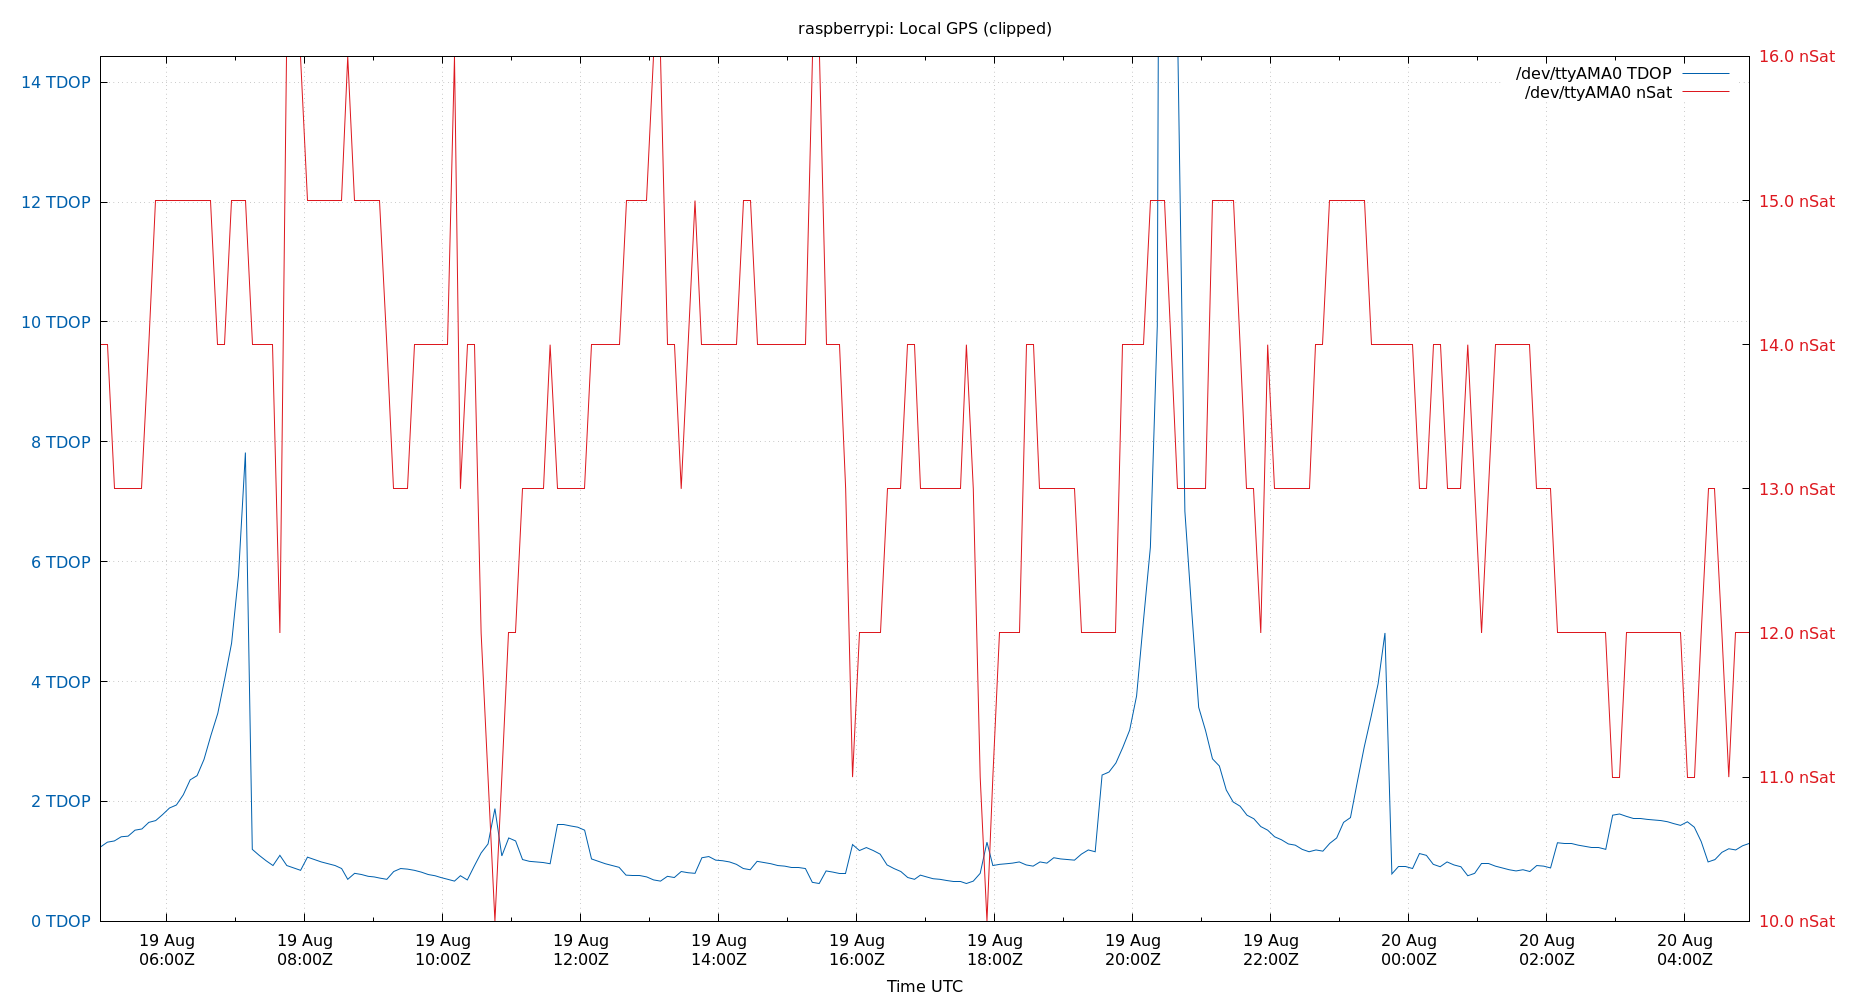 raspberrypi: Local GPS (clipped)
/dev/ttyAMA0 TDOP
/dev/ttyAMA0 nSat
14 TDOP
12 TDOP
10 TDOP
8 TDOP
6 TDOP
4 TDOP
2 TDOP
0 TDOP
16.0 nSat
15.0 nSat
14.0 nSat
13.0 nSat
12.0 nSat
11.0 nSat
10.0 nSat
19 Aug
06:00Z
19 Aug
08:00Z
19 Aug
10:00Z
19 Aug
12:00Z
19 Aug
14:00Z
19 Aug
16:00Z
19 Aug
18:00Z
19 Aug
20:00Z
19 Aug
22:00Z
20 Aug
00:00Z
20 Aug
02:00Z
20 Aug
04:00Z
Time UTC